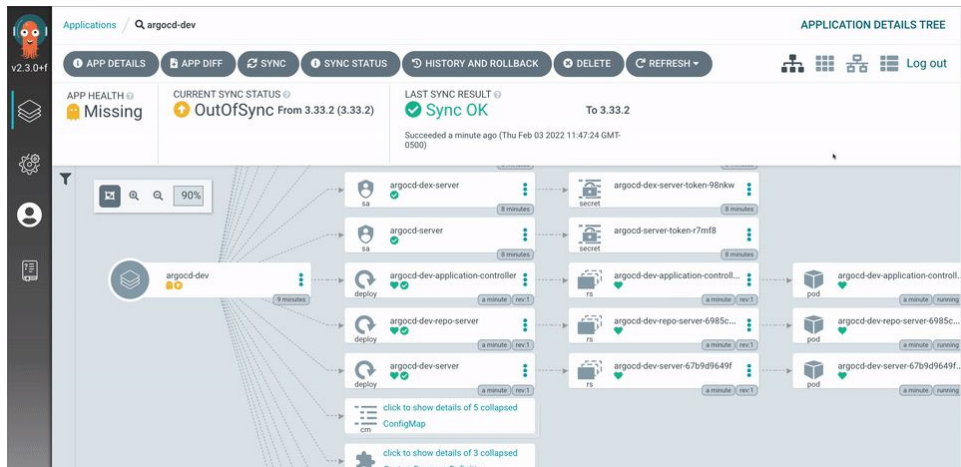 Applications / argocd-dev
APPLICATION DETAILS TREE
v2.3.0+f
APP DETAILS
APP DIFF
SYNC
SYNC STATUS
HISTORY AND ROLLBACK
DELETE
REFRESH
Log out
APP HEALTH
Missing
CURRENT SYNC STATUS
OutOfSync From 3.33.2 (3.33.2)
LAST SYNC RESULT
Sync OK To 3.33.2
Succeeded a minute ago (Thu Feb 03 2022 11:47:24 GMT-
0500)
90%
argocd-dex-server
sa
8 minutes
argocd-dex-server-token-98nkw
secret
8 minutes
argocd-server
sa
8 minutes
argocd-server-token-r7mf8
secret
8 minutes
argocd-dev
9 minutes
argocd-dev-application-controller
deploy
a minute rev:1
argocd-dev-application-controll...
rs
a minute rev:1
argocd-dev-application-controll...
pod
a minute running
argocd-dev-repo-server
deploy
a minute rev:1
argocd-dev-repo-server-6985c...
rs
a minute rev:1
argocd-dev-repo-server-6985c...
pod
a minute running
argocd-dev-server
deploy
a minute rev:1
argocd-dev-server-67b9d9649f
rs
a minute rev:1
argocd-dev-server-67b9d9649f...
pod
a minute running
click to show details of 5 collapsed
ConfigMap
cm
click to show details of 3 collapsed